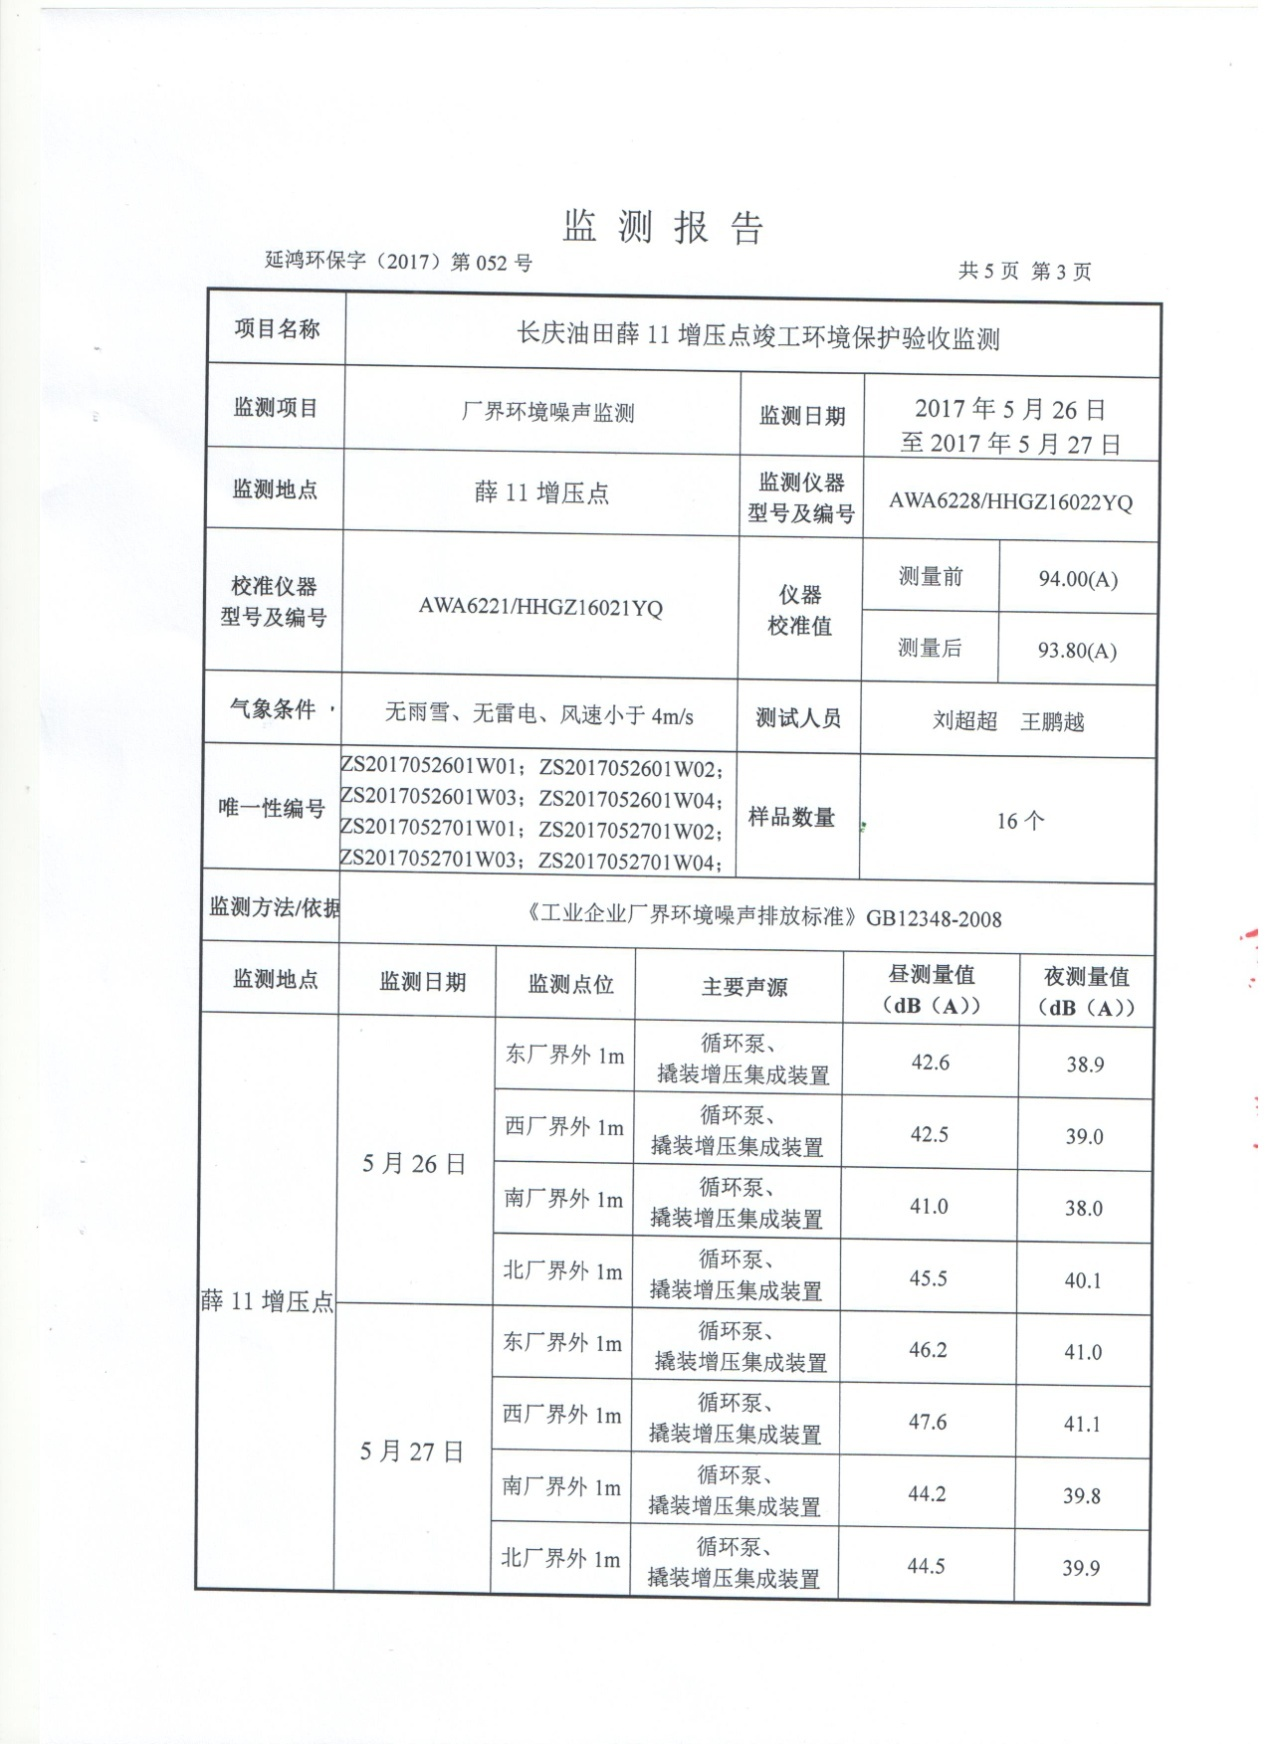 监 测 报 告
延鸿环保字（2017）第 052 号
共 5 页 第 3 页
项目名称
长庆油田薛 11 增压点竣工环境保护验收监测
监测项目
厂界环境噪声监测
监测日期
2017 年 5 月 26 日
至 2017 年 5 月 27 日
监测地点
薛 11 增压点
监测仪器
型号及编号
AWA6228/HHGZ16022YQ
校准仪器
型号及编号
AWA6221/HHGZ16021YQ
仪器
校准值
测量前
94.00(A)
测量后
93.80(A)
气象条件
无雨雪、无雷电、风速小于 4m/s
测试人员
刘超超 王鹏越
唯一性编号
ZS2017052601W01；ZS2017052601W02；
ZS2017052601W03；ZS2017052601W04；
ZS2017052701W01；ZS2017052701W02；
ZS2017052701W03；ZS2017052701W04；
样品数量
16 个
监测方法/依据
《工业企业厂界环境噪声排放标准》GB12348-2008
监测地点
监测日期
监测点位
主要声源
昼测量值
（dB（A））
夜测量值
（dB（A））
薛 11 增压点
5 月 26 日
东厂界外 1m
循环泵、
撬装增压集成装置
42.6
38.9
西厂界外 1m
循环泵、
撬装增压集成装置
42.5
39.0
南厂界外 1m
循环泵、
撬装增压集成装置
41.0
38.0
北厂界外 1m
循环泵、
撬装增压集成装置
45.5
40.1
5 月 27 日
东厂界外 1m
循环泵、
撬装增压集成装置
46.2
41.0
西厂界外 1m
循环泵、
撬装增压集成装置
47.6
41.1
南厂界外 1m
循环泵、
撬装增压集成装置
44.2
39.8
北厂界外 1m
循环泵、
撬装增压集成装置
44.5
39.9